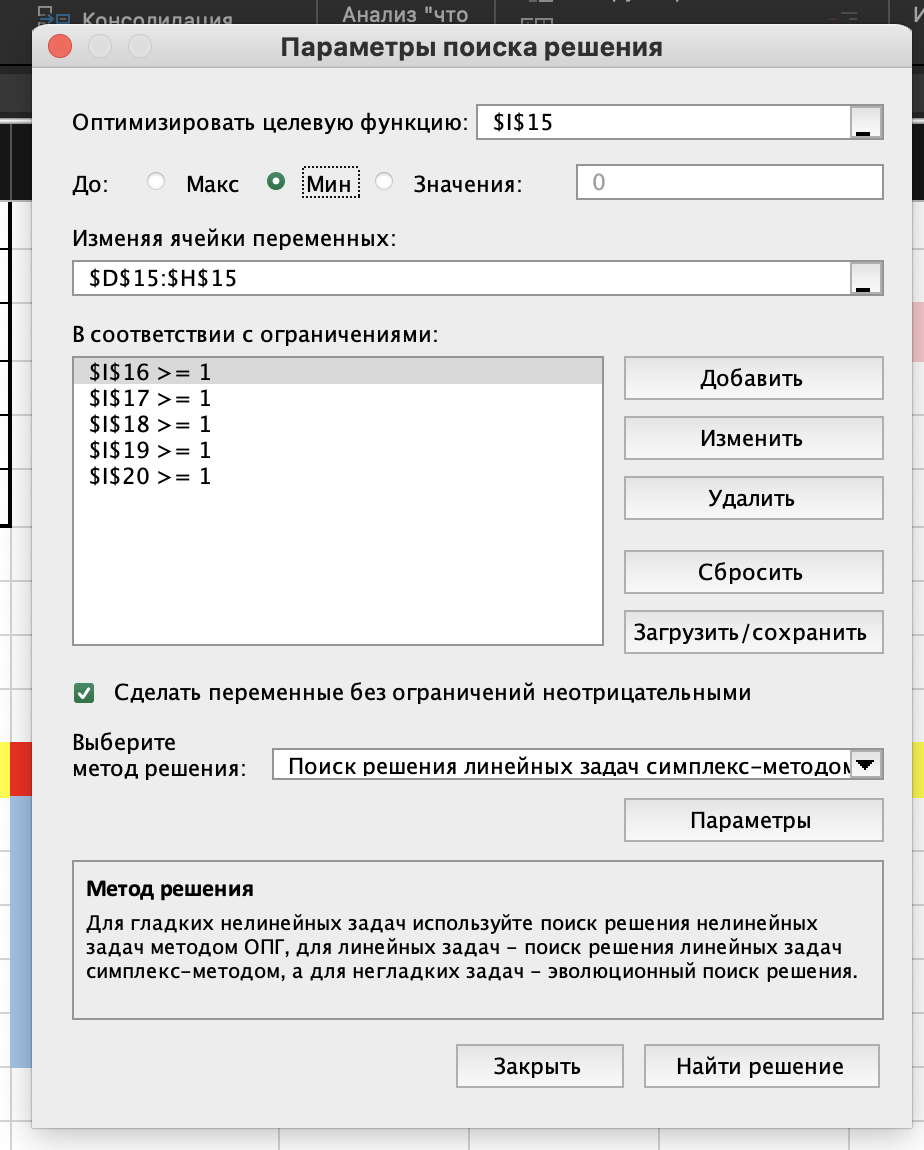 Консолидация
Анализ "что
Параметры поиска решения
Оптимизировать целевую функцию: $I$15
До: Макс Мин Значения: 0
Изменяя ячейки переменных:
$D$15:$H$15
В соответствии с ограничениями:
$I$16 >= 1
$I$17 >= 1
$I$18 >= 1
$I$19 >= 1
$I$20 >= 1
Добавить
Изменить
Удалить
Сбросить
Загрузить/сохранить
Сделать переменные без ограничений неотрицательными
Выберите
метод решения: Поиск решения линейных задач симплекс-методом
Параметры
Метод решения
Для гладких нелинейных задач используйте поиск решения нелинейных
задач методом ОПГ, для линейных задач – поиск решения линейных задач
симплекс-методом, а для негладких задач – эволюционный поиск решения.
Закрыть Найти решение